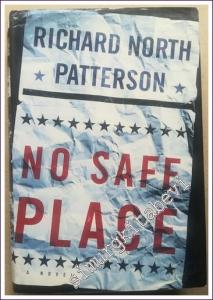 RICHARD NORTH
PATTERSON
NO SAFE
PLACE
A NOVEL